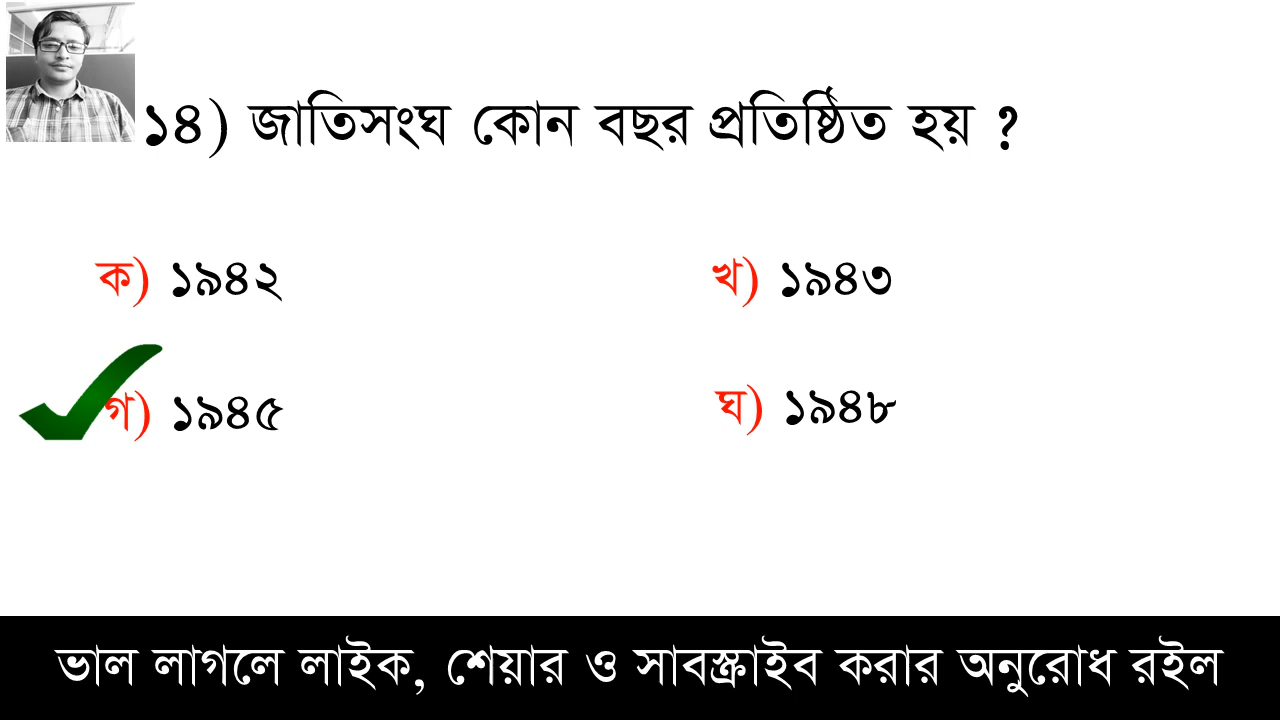 ১৪) জাতিসংঘ কোন বছর প্রতিষ্ঠিত হয় ?
ক) ১৯৪২
খ) ১৯৪৩
গ) ১৯৪৫
ঘ) ১৯৪৮
ভাল লাগলে লাইক, শেয়ার ও সাবস্ক্রাইব করার অনুরোধ রইল